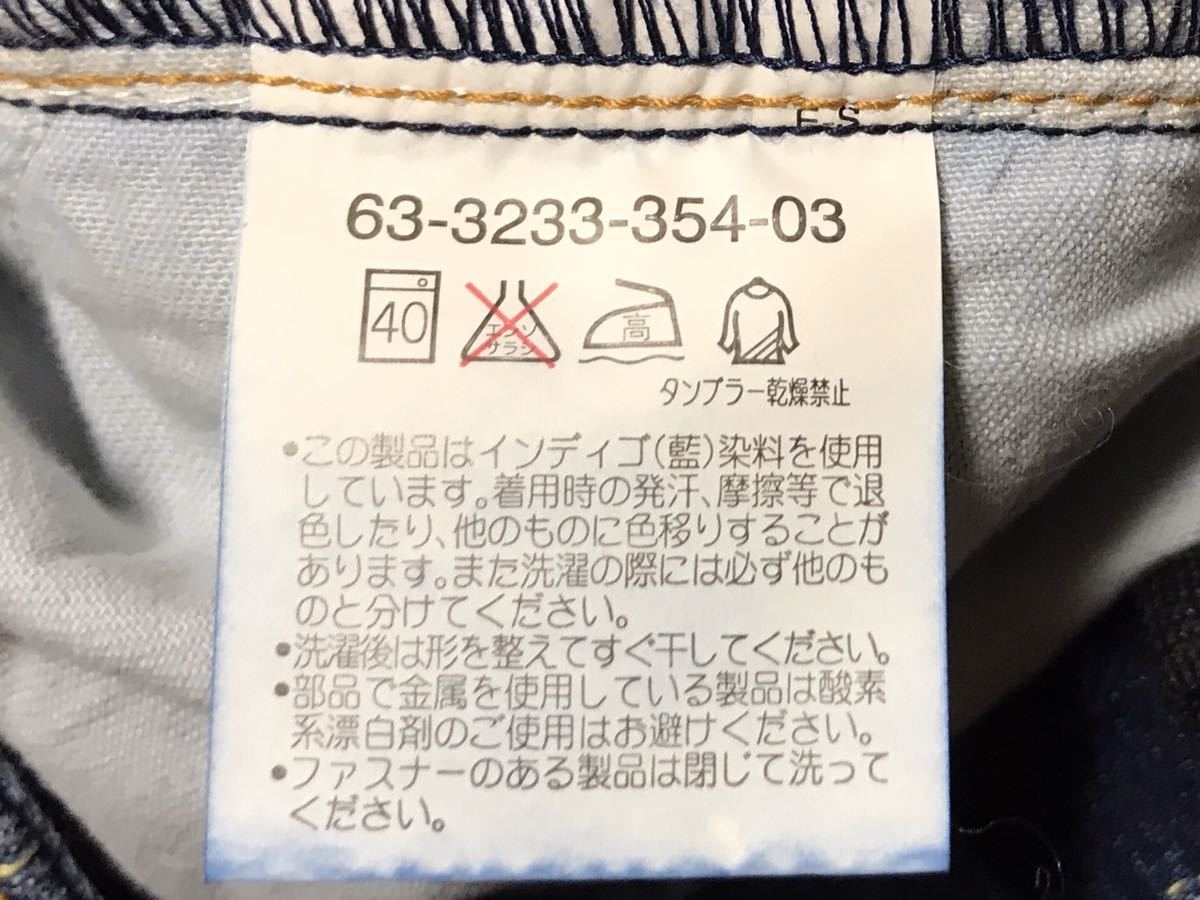 E-S
63-3233-354-03
40
エンソ
サラシ
高
タンブラー乾燥禁止
•この製品はインディゴ(藍)染料を使用
しています。着用時の発汗、摩擦等で退
色したり、他のものに色移りすることが
あります。また洗濯の際には必ず他のも
のと分けてください。
•洗濯後は形を整えてすぐ干してください。
•部品で金属を使用している製品は酸素
系漂白剤のご使用はお避けください。
•ファスナーのある製品は閉じて洗って
ください。